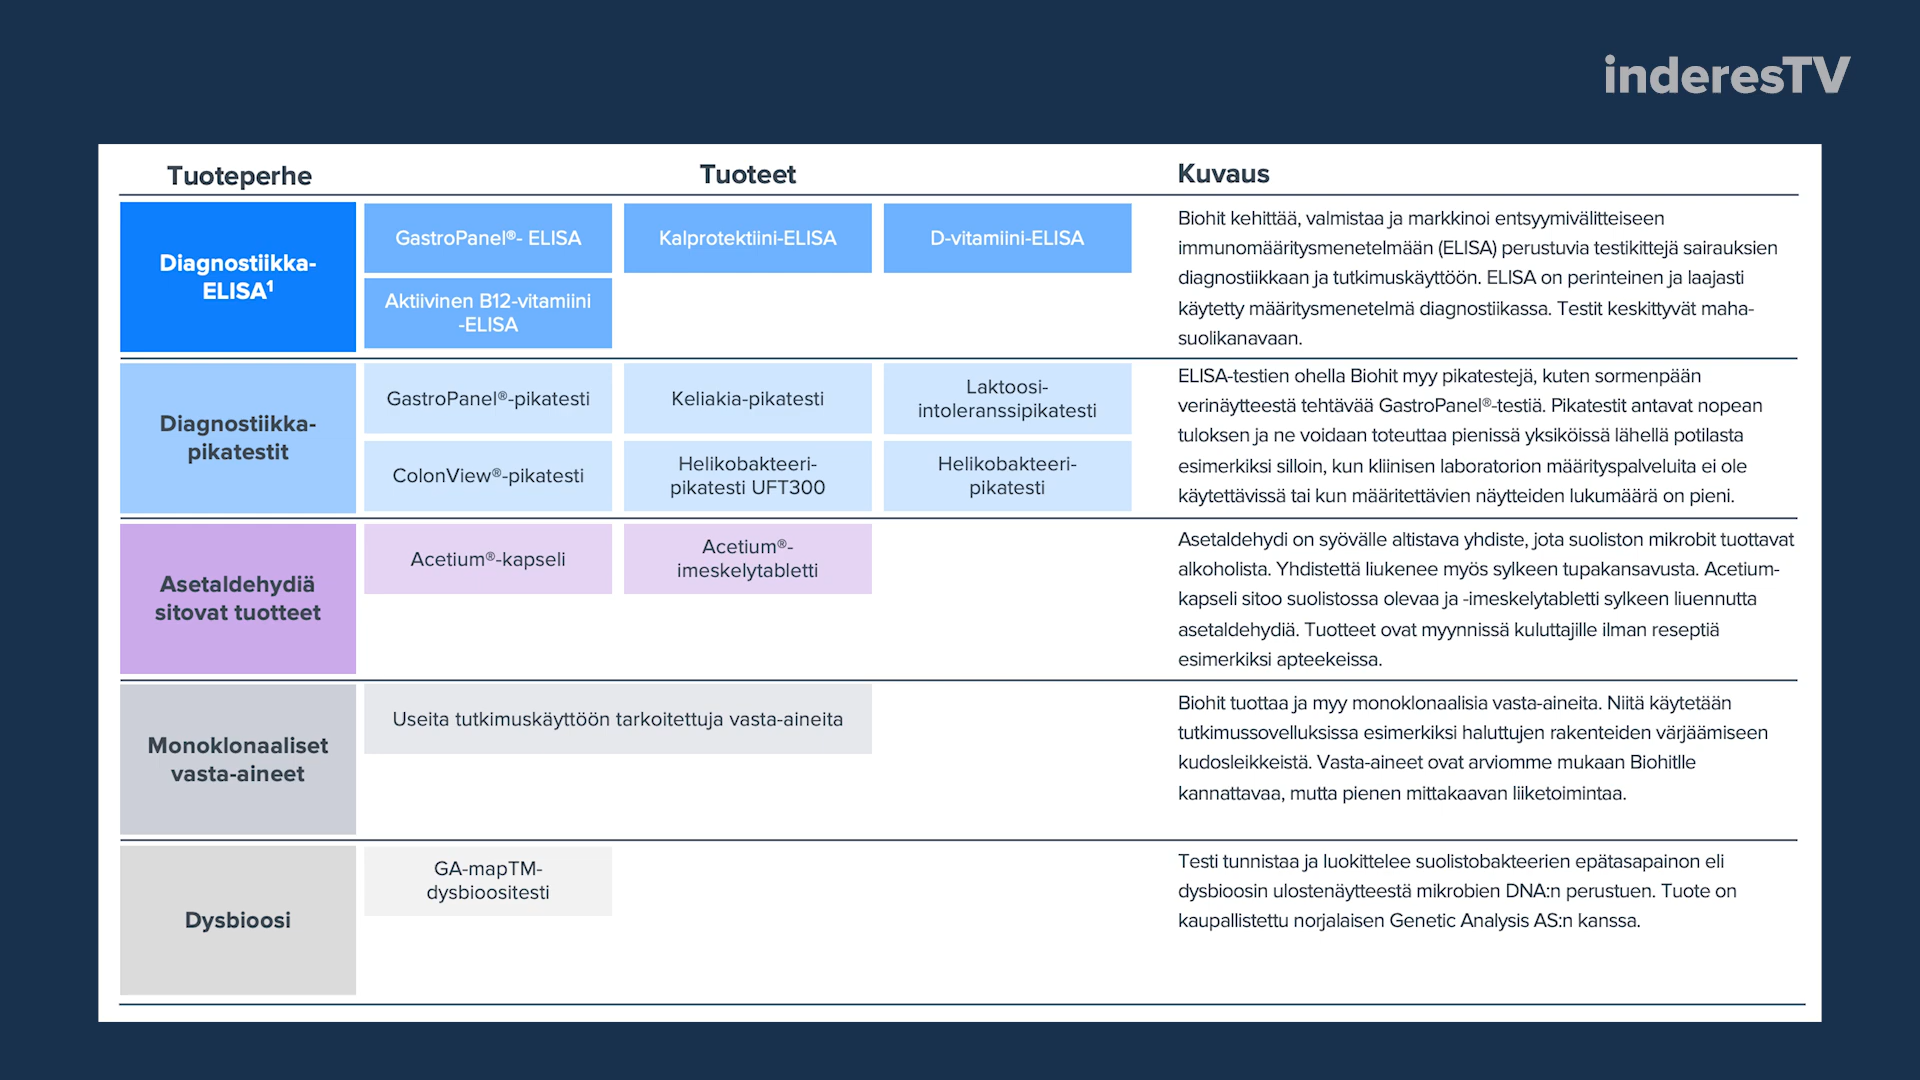 inderesTV
Tuoteperhe
Tuoteet
Kuvaus
Diagnostiikka-
ELISA¹
GastroPanel®- ELISA
Kalprotektiini-ELISA
D-vitamiini-ELISA
Aktiivinen B12-vitamiini
-ELISA
Biohit kehittää, valmistaa ja markkinoi entsyymivälitteiseen
immunomääritysmenetelmään (ELISA) perustuvia testikittejä sairauksien
diagnostiikkaan ja tutkimuskäyttöön. ELISA on perinteinen ja laajasti
käytetty määritysmenetelmä diagnostiikassa. Testit keskittyvät maha-
suolikanavaan.
Diagnostiikka-
pikatestit
GastroPanel®-pikatesti
Keliakia-pikatesti
Laktoosi-
intoleranssipikatesti
ColonView®-pikatesti
Helikobakteeri-
pikatesti UFT300
Helikobakteeri-
pikatesti
ELISA-testien ohella Biohit myy pikatestejä, kuten sormenpään
verinäytteestä tehtävää GastroPanel®-testiä. Pikatestit antavat nopean
tuloksen ja ne voidaan toteuttaa pienissä yksiköissä lähellä potilasta
esimerkiksi silloin, kun kliinisen laboratorion määrityspalveluita ei ole
käytettävissä tai kun määritettävien näytteiden lukumäärä on pieni.
Asetaldehydiä
sitovat tuotteet
Acetium®-kapseli
Acetium®-
imeskelytabletti
Asetaldehydi on syövälle altistava yhdiste, jota suoliston mikrobit tuottavat
alkoholista. Yhdistettä liukenee myös sylkeen tupakansavusta. Acetium-
kapseli sitoo suolistossa olevaa ja -imeskelytabletti sylkeen liuennutta
asetaldehydiä. Tuotteet ovat myynnissä kuluttajille ilman reseptiä
esimerkiksi apteekeissa.
Monoklonaaliset
vasta-aineet
Useita tutkimuskäyttöön tarkoitettuja vasta-aineita
Biohit tuottaa ja myy monoklonaalisia vasta-aineita. Niitä käytetään
tutkimussovelluksissa esimerkiksi haluttujen rakenteiden värjäämiseen
kudosleikkeistä. Vasta-aineet ovat arviomme mukaan Biohitlle
kannattavaa, mutta pienen mittakaavan liiketoimintaa.
Dysbioosi
GA-mapTM-
dysbioositesti
Testi tunnistaa ja luokittelee suolistobakteerien epätasapainon eli
dysbioosin ulostenäytteestä mikrobien DNA:n perustuen. Tuote on
kaupallistettu norjalaisen Genetic Analysis AS:n kanssa.